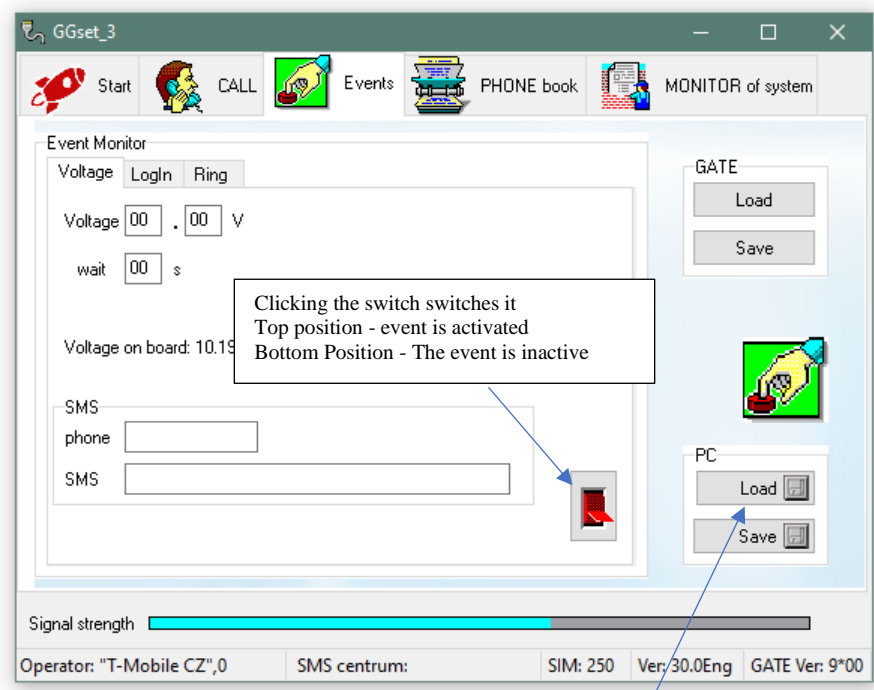 GGset_3
Start CALL Events PHONE book MONITOR of system
Event Monitor
Voltage LogIn Ring
Voltage 00 . 00 V
wait 00 s
Clicking the switch switches it
Top position - event is activated
Bottom Position - The event is inactive
Voltage on board: 10.19
SMS
phone
SMS
GATE
Load
Save
PC
Load
Save
Signal strength
Operator: "T-Mobile CZ",0 SMS centrum: SIM: 250 Ver: 30.0Eng GATE Ver: 9*00